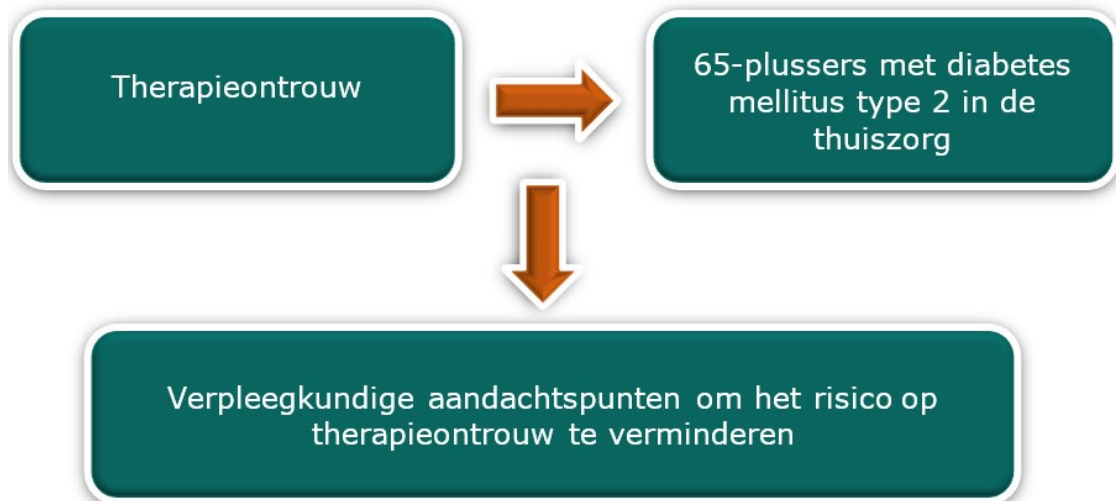 Therapieontrouw
65-plussers met diabetes
mellitus type 2 in de
thuiszorg
Verpleegkundige aandachtspunten om het risico op
therapieontrouw te verminderen